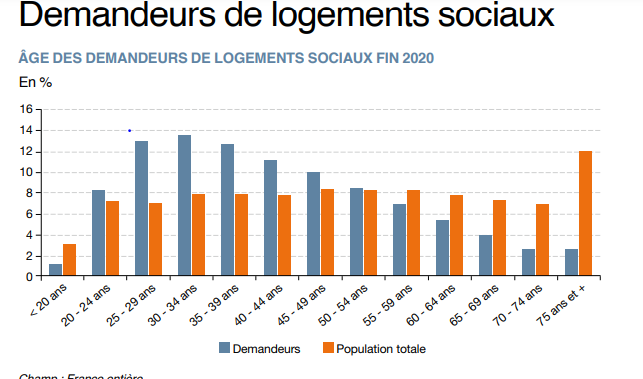 Demandeurs de logements sociaux
ÂGE DES DEMANDEURS DE LOGEMENTS SOCIAUX FIN 2020
En %
16
14
12
10
8
6
4
2
0
< 20 ans
20 - 24 ans
25 - 29 ans
30 - 34 ans
35 - 39 ans
40 - 44 ans
45 - 49 ans
50 - 54 ans
55 - 59 ans
60 - 64 ans
65 - 69 ans
70 - 74 ans
75 ans et +
Demandeurs Population totale
Champ : France entière